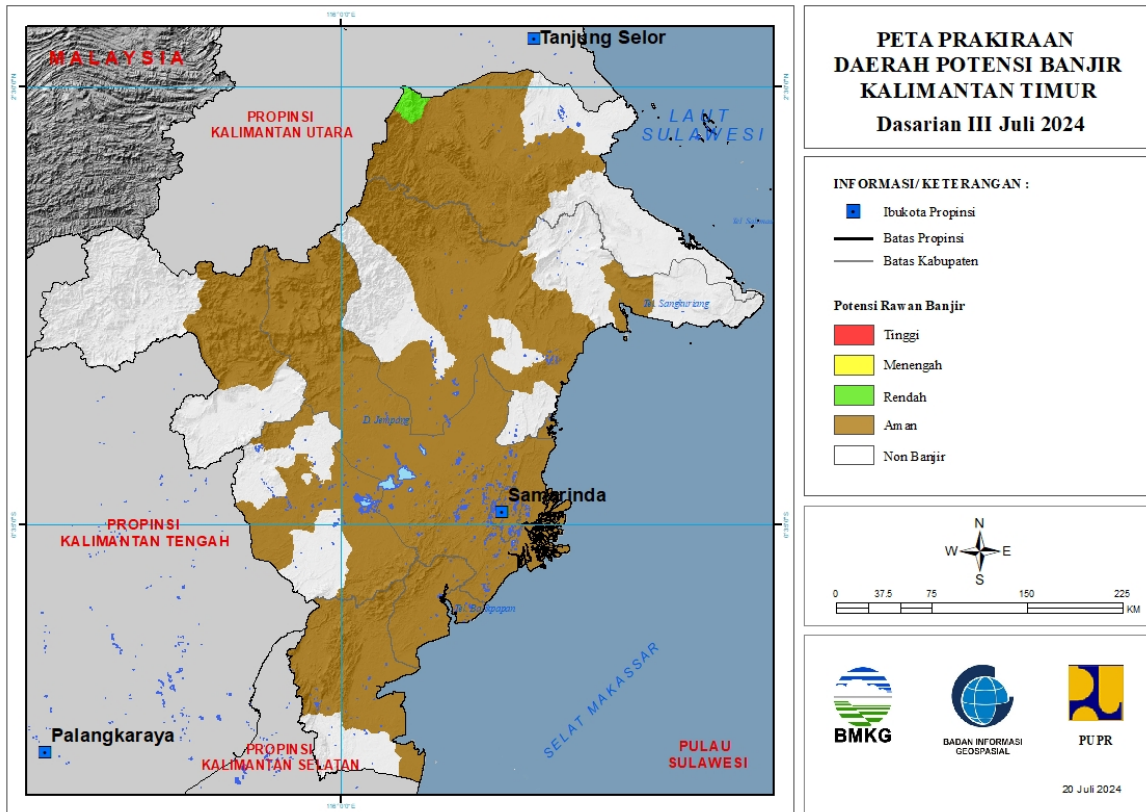 PETA PRAKIRAAN
DAERAH POTENSI BANJIR
KALIMANTAN TIMUR
Dasarian III Juli 2024
INFORMASI/KETERANGAN :
Ibukota Propinsi
Batas Propinsi
Batas Kabupaten
Potensi Rawan Banjir
Tinggi
Menengah
Rendah
Aman
Non Banjir
N
W E
S
0 37.5 75 150 225
KM
BMKG
BADAN INFORMASI
GEOSPASIAL
PUPR
20 Juli 2024
Tanjung Selor
MALAYSIA
PROPINSI
KALIMANTAN UTARA
LAUT
SULAWESI
Tel. Sangkuriang
D. Jempang
Samarinda
PROPINSI
KALIMANTAN TENGAH
SELAT MAKASSAR
Palangkaraya
PROPINSI
KALIMANTAN SELATAN
PULAU
SULAWESI